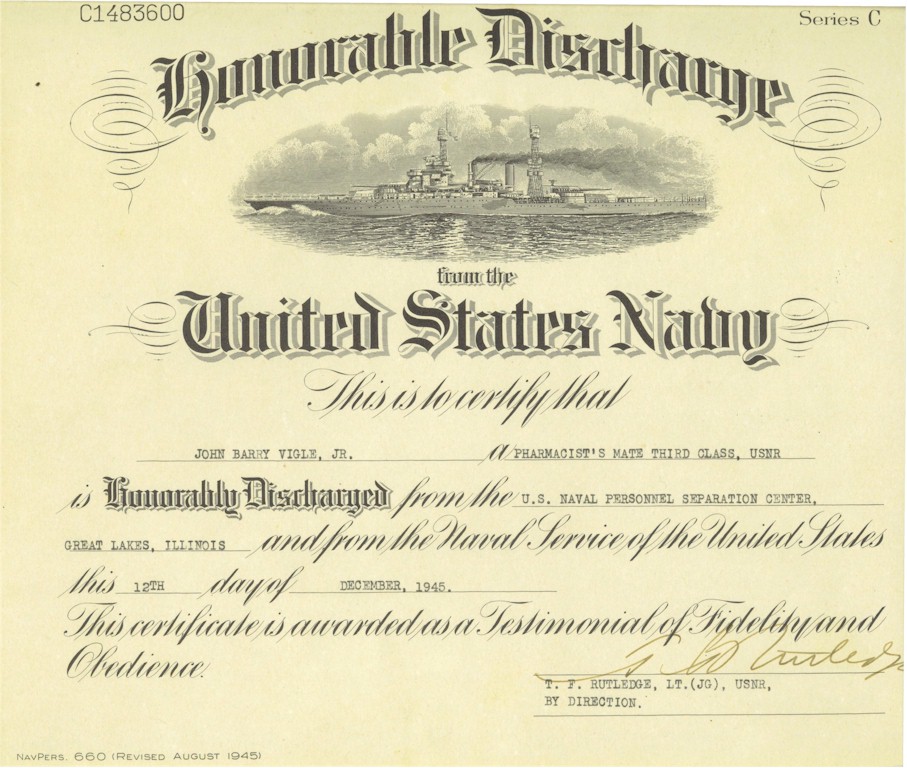 C1483600
Series C
Honorable Discharge
from the
United States Navy
This is to certify that
JOHN BARRY VIGLE, JR. a PHARMACIST'S MATE THIRD CLASS, USNR
is Honorably Discharged from the U.S. NAVAL PERSONNEL SEPARATION CENTER,
GREAT LAKES, ILLINOIS and from the Naval Service of the United States
this 12TH day of DECEMBER, 1945.
This certificate is awarded as a Testimonial of Fidelity and
Obedience.
T. F. RUTLEDGE, LT.(JG), USNR,
BY DIRECTION.
NAVPERS. 660 (REVISED AUGUST 1945)